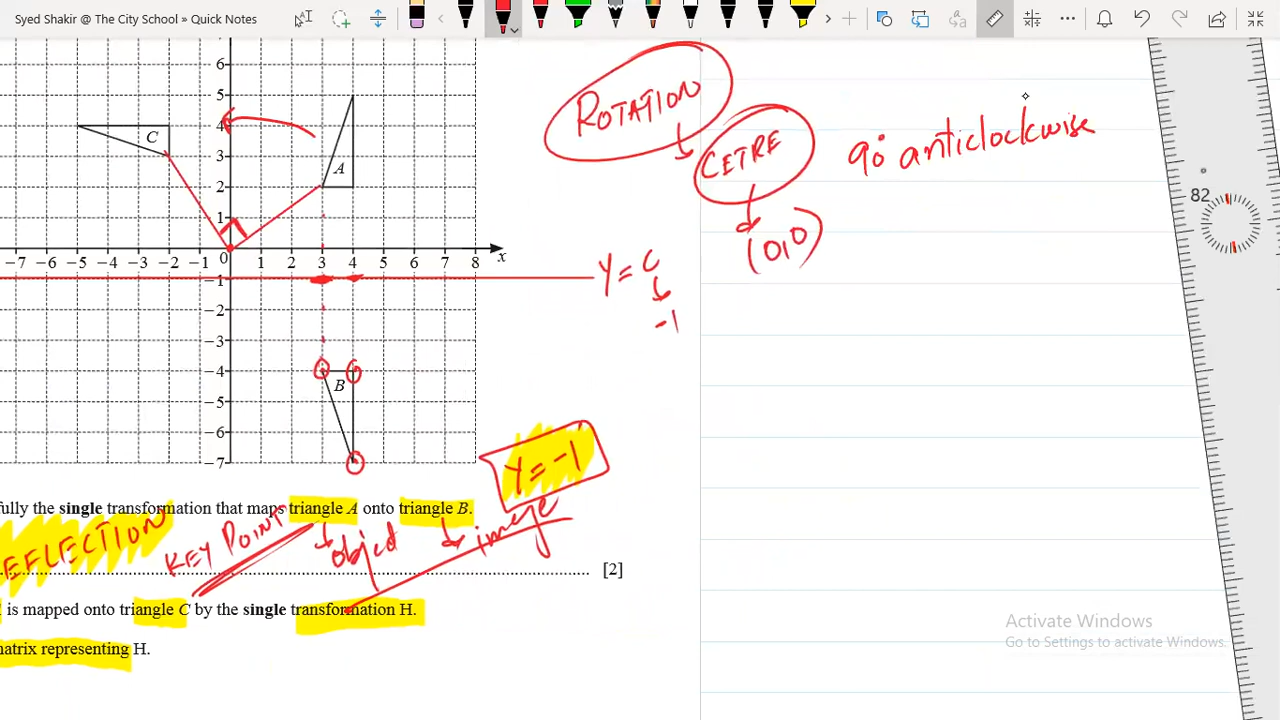 Syed Shakir @ The City School » Quick Notes
6
5
4
3
2
1
-7 -6 -5 -4 -3 -2 -1 0 1 2 3 4 5 6 7 8 x
-1
-2
-3
-4
-5
-6
-7
C
A
B
ROTATION
CETRE
(0,0)
90° anticlockwise
82
Y = C
-1
Y = -1
fully the single transformation that maps triangle A onto triangle B.
EFLECTION
KEY POINT
object
image
[2]
is mapped onto triangle C by the single transformation H.
matrix representing H.
Activate Windows
Go to Settings to activate Windows.